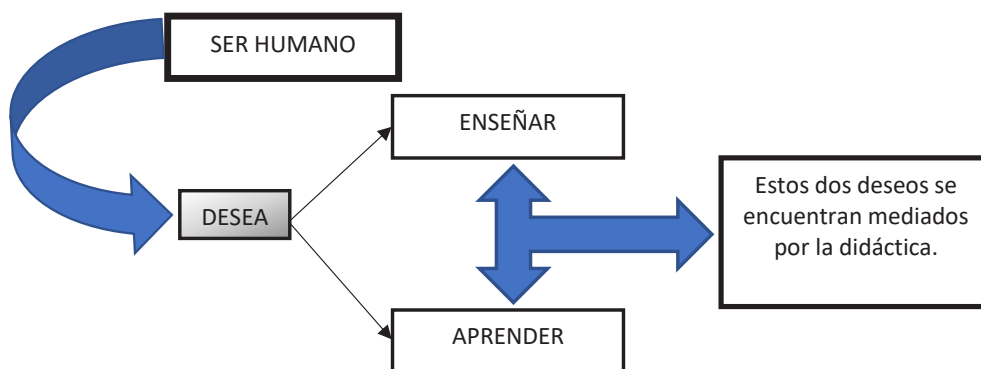 SER HUMANO
ENSEÑAR
DESEA
Estos dos deseos se
encuentran mediados
por la didáctica.
APRENDER